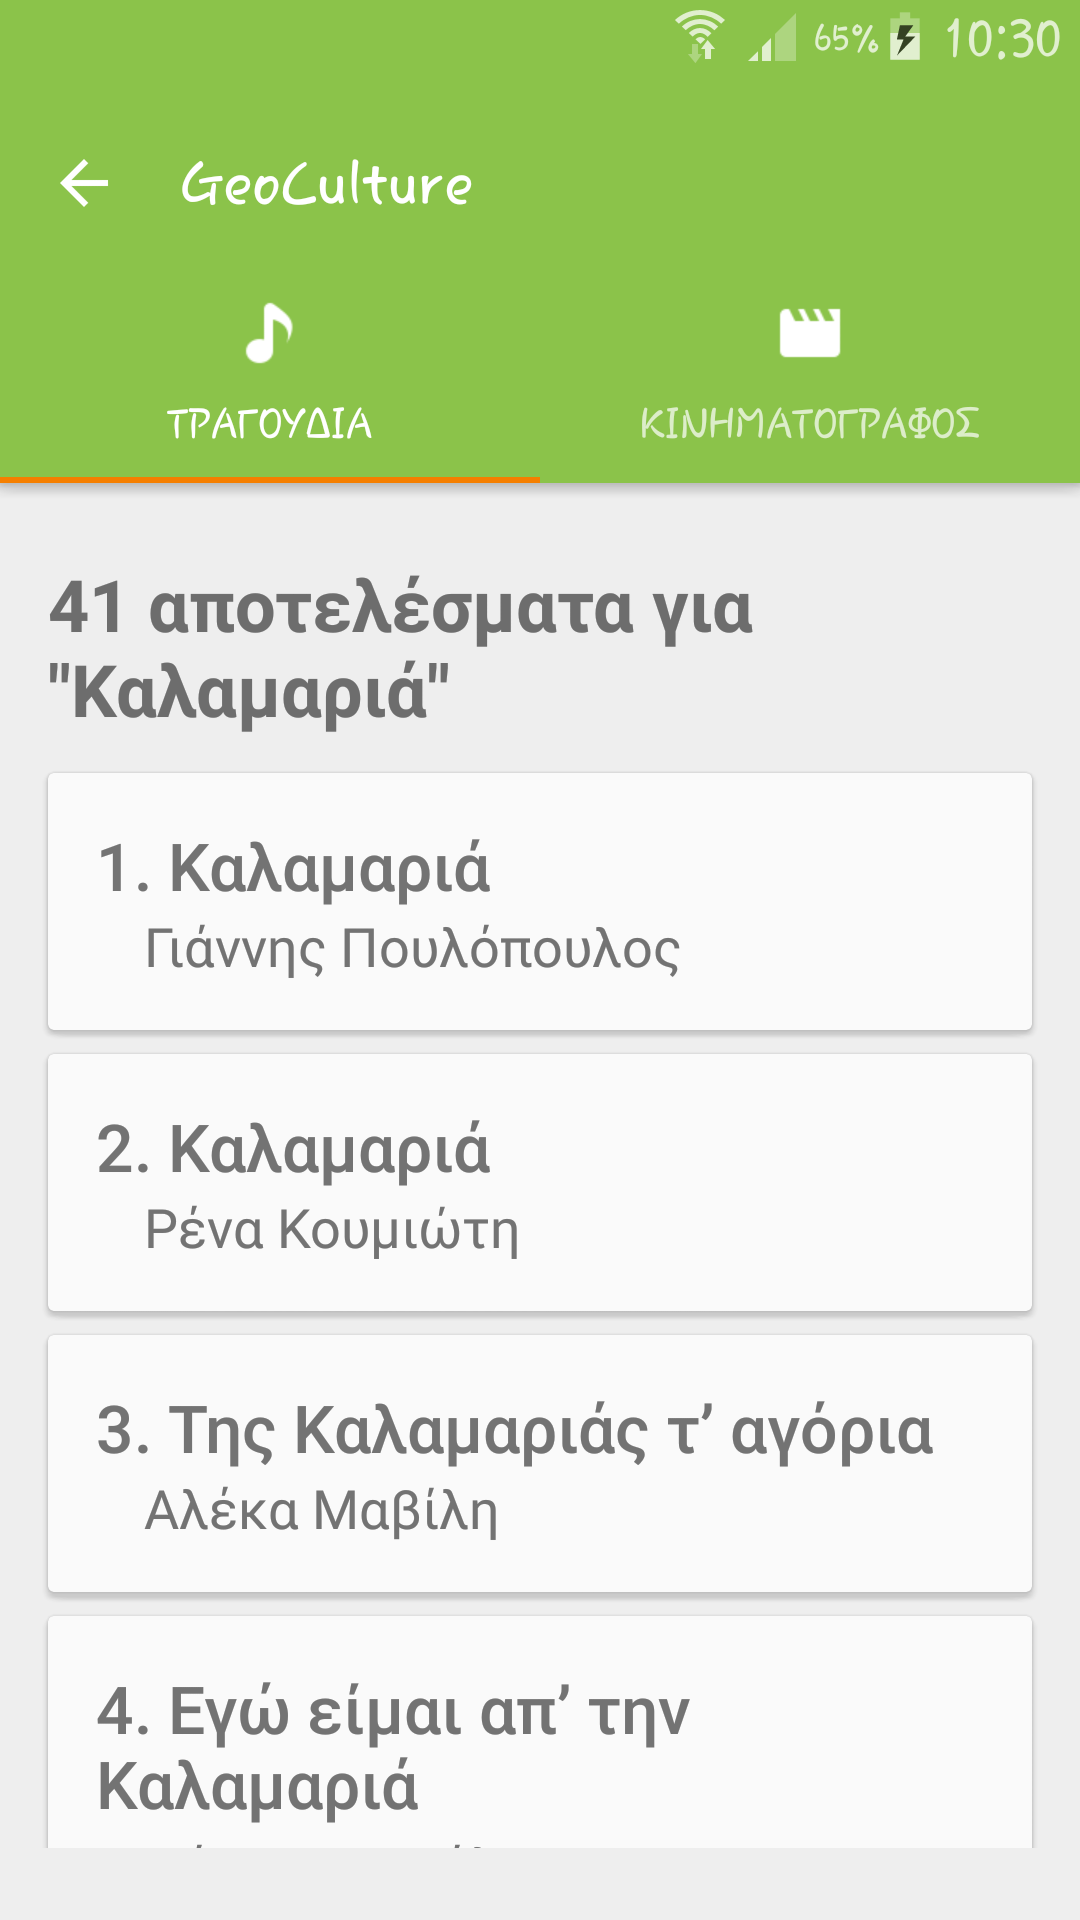 65% 10:30
GeoCulture
ΤΡΑΓΟΥΔΙΑ ΚΙΝΗΜΑΤΟΓΡΑΦΟΣ
41 αποτελέσματα για
"Καλαμαριά"
1. Καλαμαριά
Γιάννης Πουλόπουλος
2. Καλαμαριά
Ρένα Κουμιώτη
3. Της Καλαμαριάς τ’ αγόρια
Αλέκα Μαβίλη
4. Εγώ είμαι απ’ την
Καλαμαριά